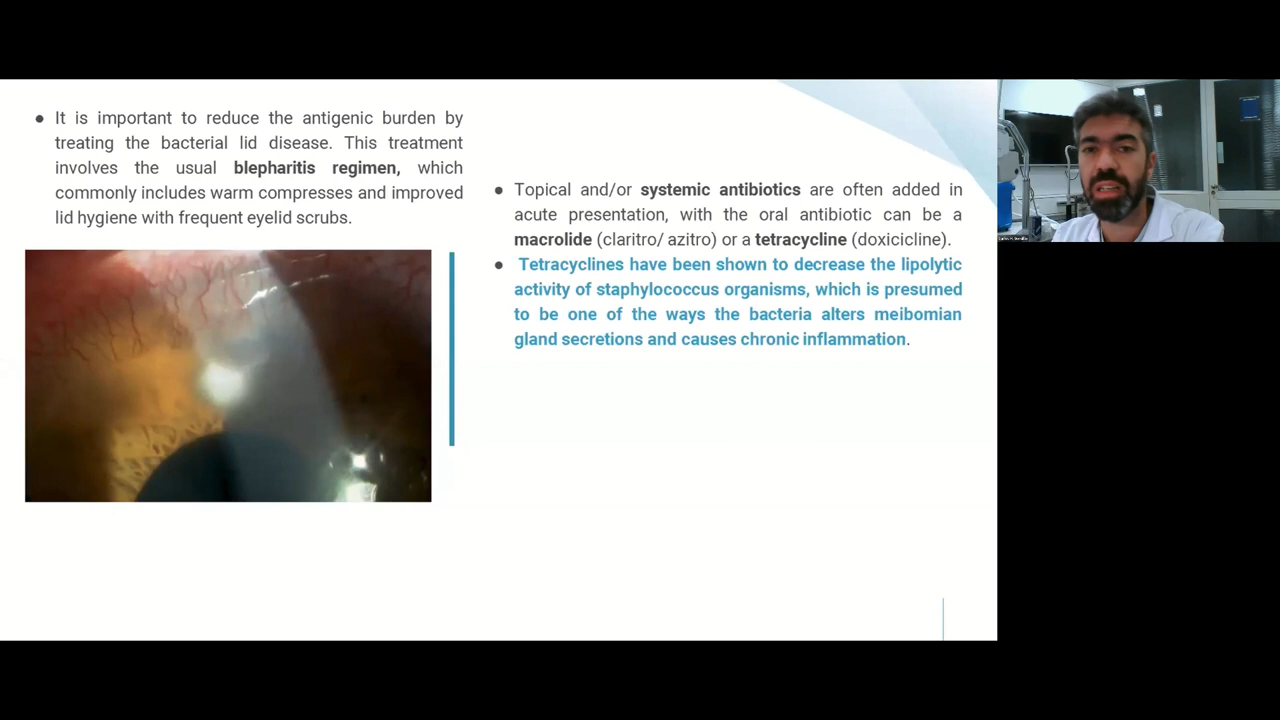 ● It is important to reduce the antigenic burden by
treating the bacterial lid disease. This treatment
involves the usual blepharitis regimen, which
commonly includes warm compresses and improved
lid hygiene with frequent eyelid scrubs.
● Topical and/or systemic antibiotics are often added in
acute presentation, with the oral antibiotic can be a
macrolide (claritro/ azitro) or a tetracycline (doxicicline).
● Tetracyclines have been shown to decrease the lipolytic
activity of staphylococcus organisms, which is presumed
to be one of the ways the bacteria alters meibomian
gland secretions and causes chronic inflammation.